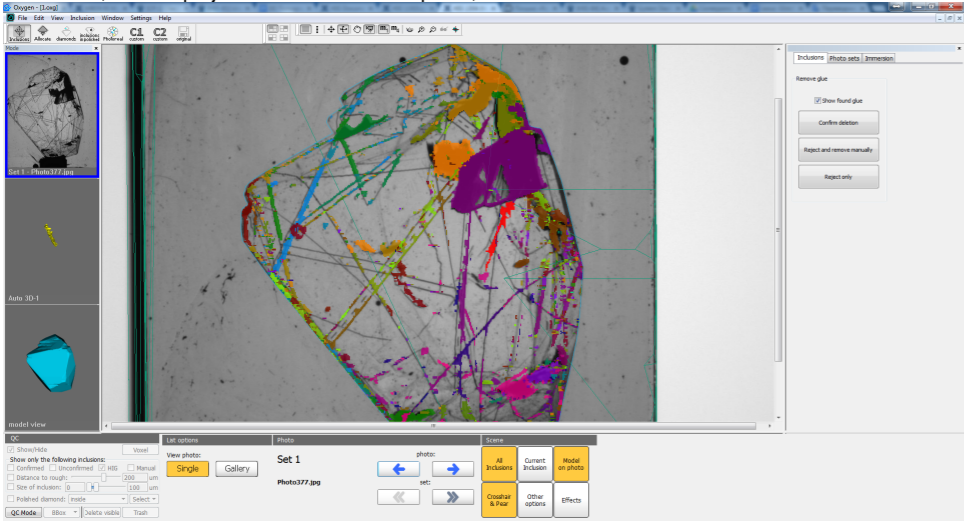 Oxygen - [1.oxg]
File Edit View Inclusion Window Settings Help
Inclusions Allocate diamonds inclusions in polished Photoreal C1 custom C2 custom original
Mode
Set 1 - Photo377.jpg
Auto 3D-1
model view
Inclusions Photo sets Immersion
Remove glue
Show found glue
Confirm deletion
Reject and remove manually
Reject only
QC
Show/Hide Voxel
Show only the following inclusions:
Confirmed Unconfirmed HIG Manual
Distance to rough: 200 um
Size of inclusion: 0 100 um
Polished diamond: inside Select
QC Mode BBox Delete visible Trash
List options
View photo:
Single Gallery
Photo
Set 1
Photo377.jpg
photo:
set:
Scene
All Inclusions Current Inclusion Model on photo
Crosshair & Pear Other options Effects